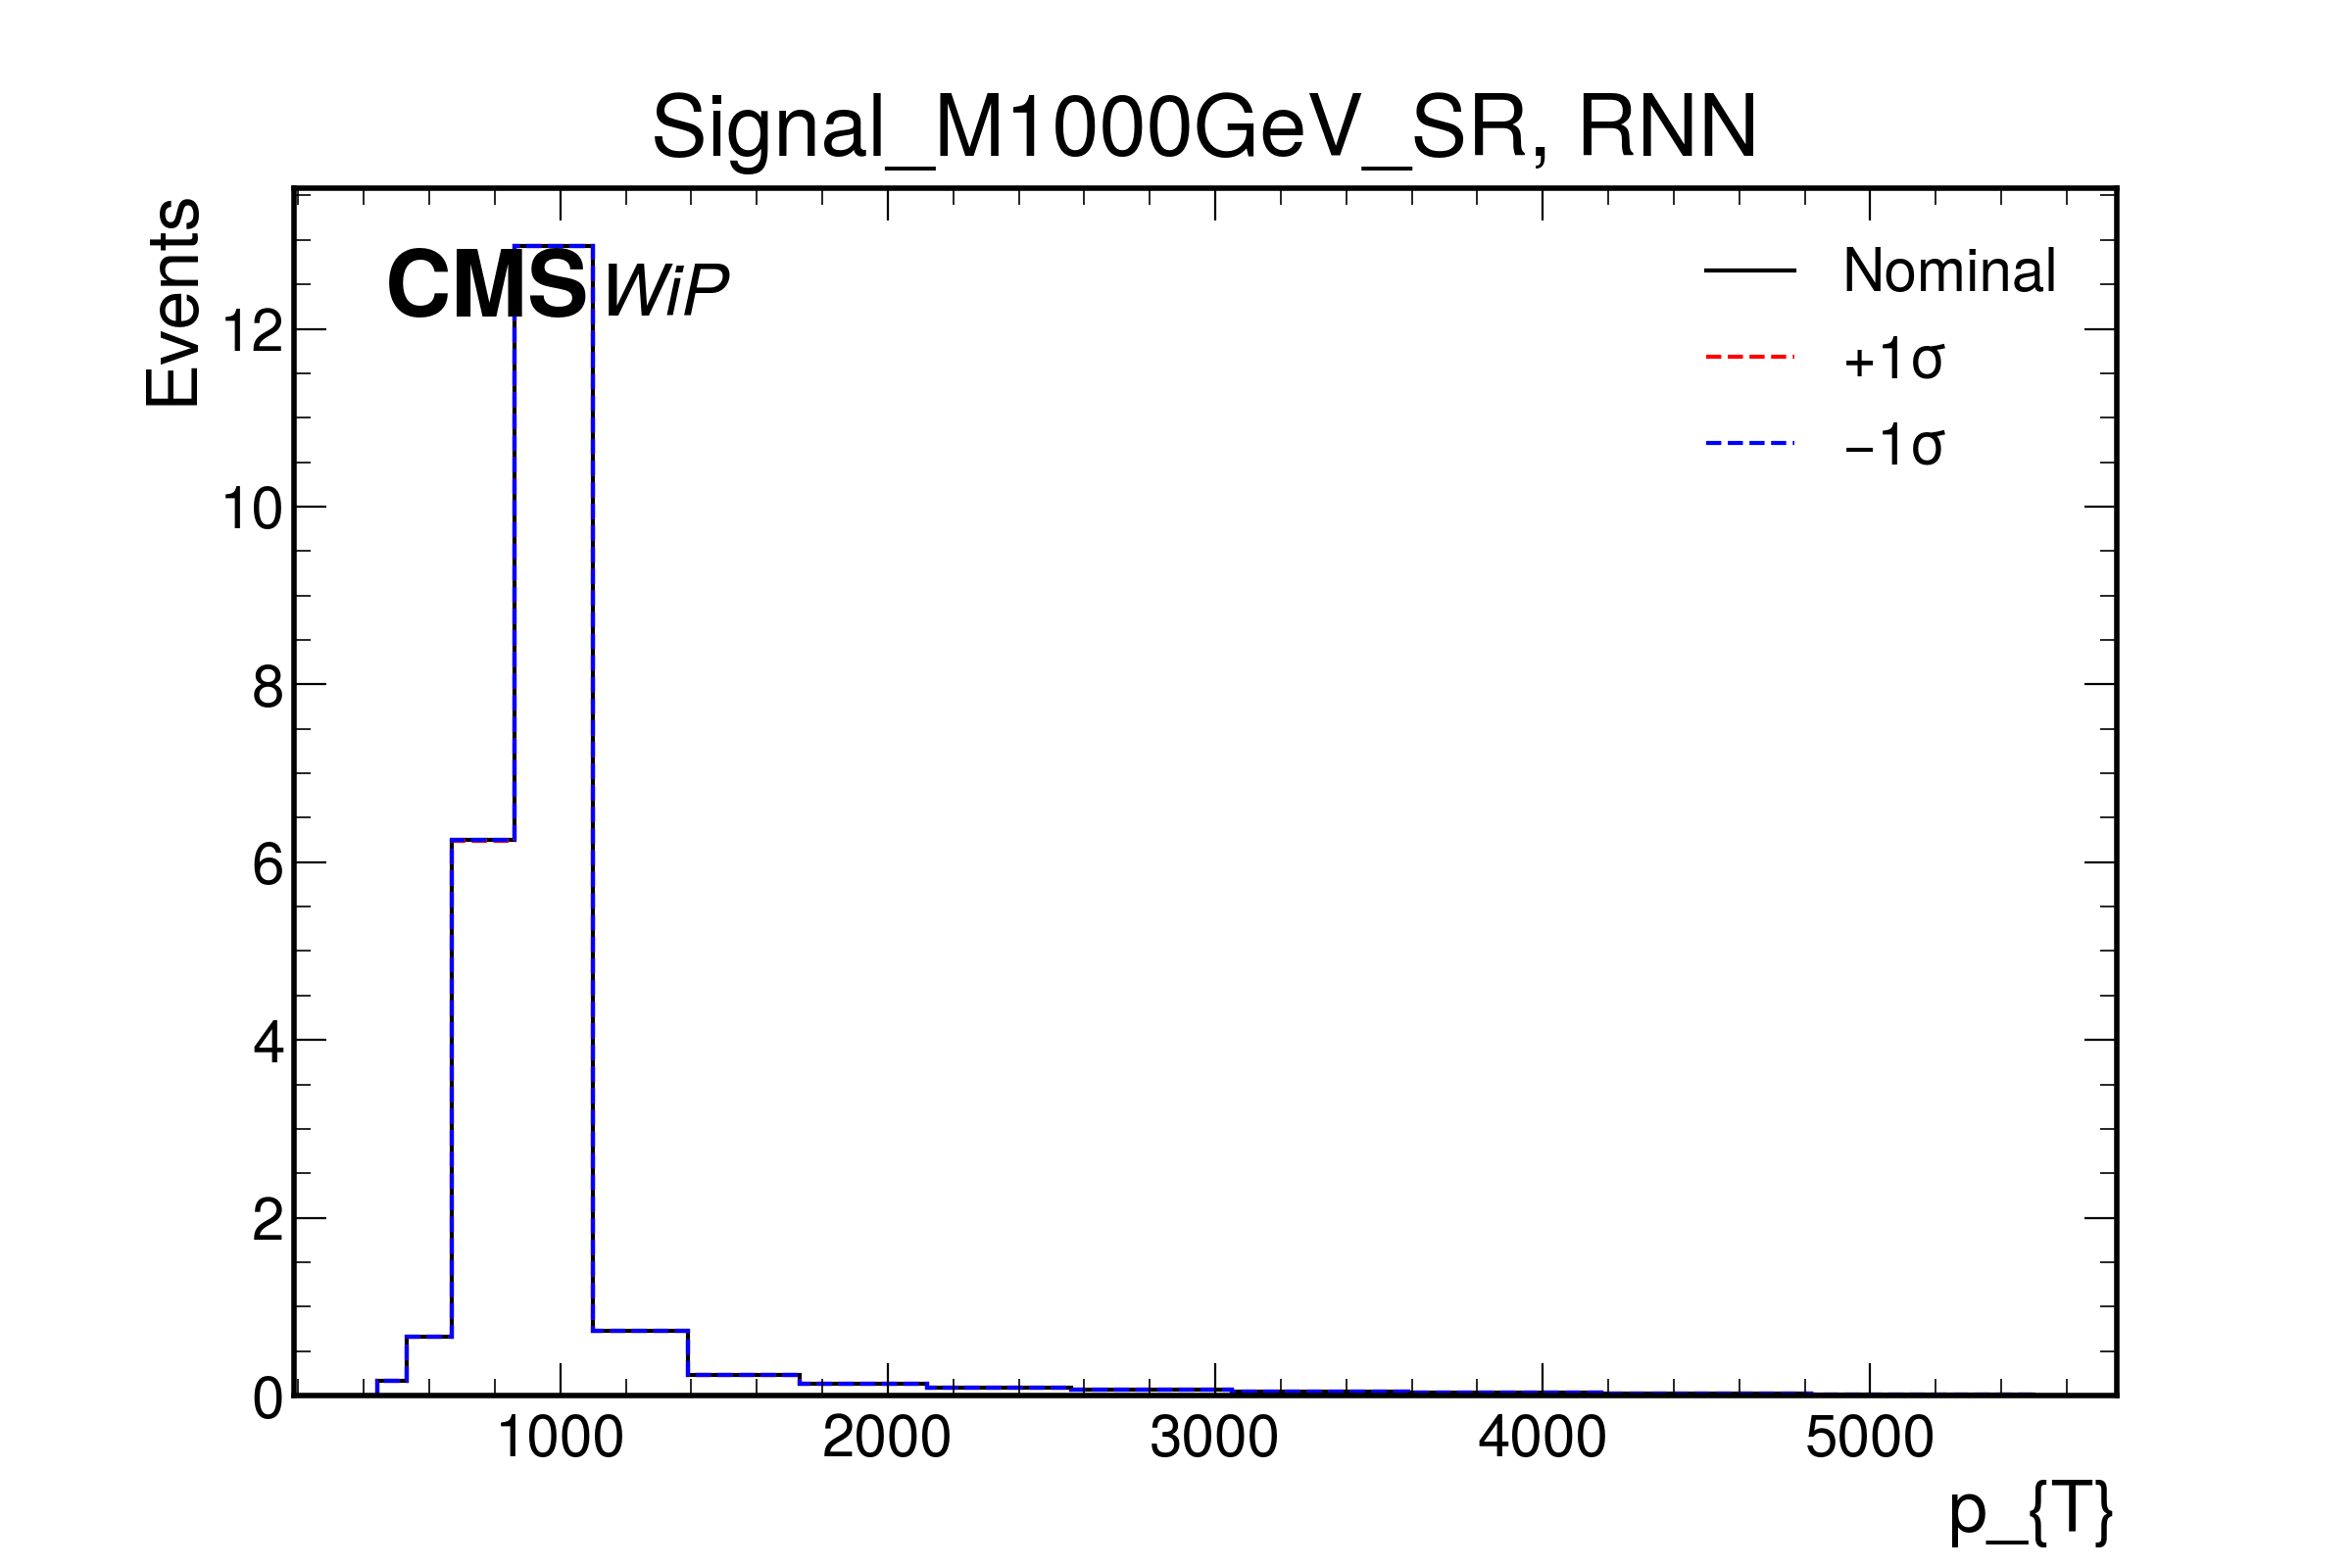 Signal_M1000GeV_SR, RNN
Events
CMS WiP
Nominal
+1σ
−1σ
12
10
8
6
4
2
0
1000 2000 3000 4000 5000
p_{T}